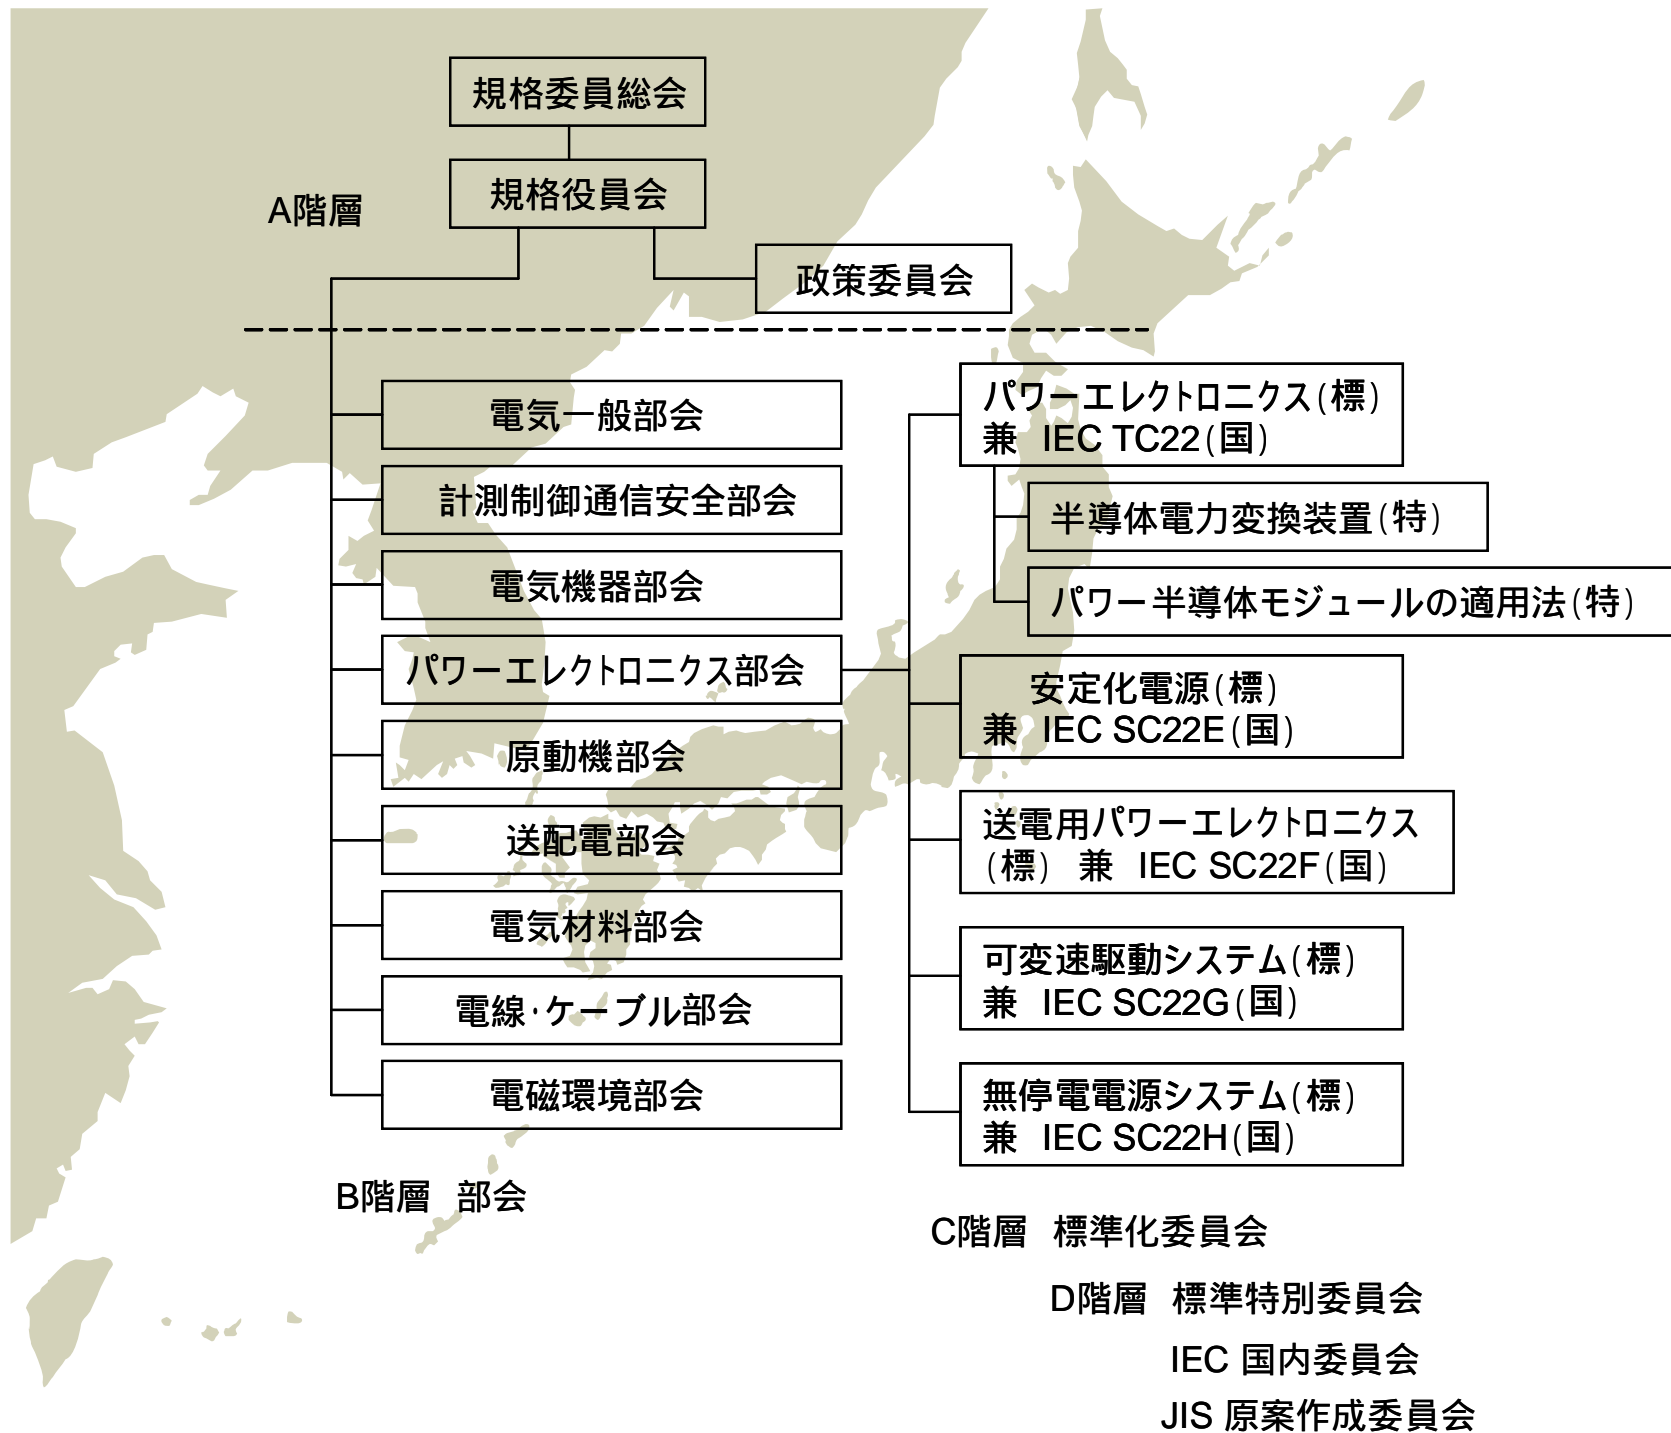 規格委員総会
規格役員会
A階層
政策委員会
電気一般部会
計測制御通信安全部会
電気機器部会
パワーエレクトロニクス部会
原動機部会
送配電部会
電気材料部会
電線・ケーブル部会
電磁環境部会
B階層 部会
パワーエレクトロニクス(標)
兼 IEC TC22(国)
半導体電力変換装置(特)
パワー半導体モジュールの適用法(特)
安定化電源(標)
兼 IEC SC22E(国)
送電用パワーエレクトロニクス
(標) 兼 IEC SC22F(国)
可変速駆動システム(標)
兼 IEC SC22G(国)
無停電電源システム(標)
兼 IEC SC22H(国)
C階層 標準化委員会
D階層 標準特別委員会
IEC 国内委員会
JIS 原案作成委員会